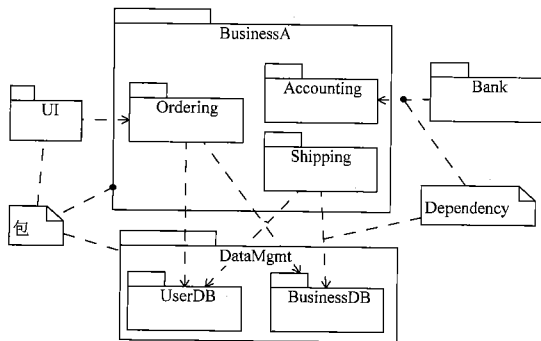 BusinessA
UI
Ordering
Accounting
Bank
Shipping
包
Dependency
DataMgmt
UserDB
BusinessDB